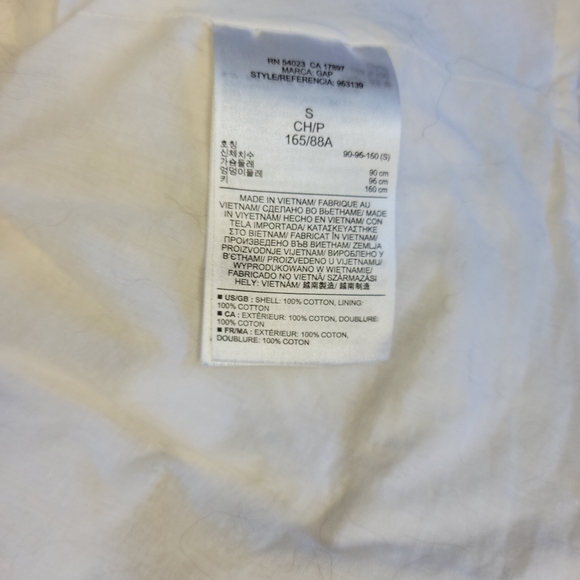 RN 54023 CA 17897
MARCA: GAP
STYLE/REFERENCIA: 963139
S
CH/P
165/88A
호칭 90-96-160 (S)
신체치수
가슴둘레 90 cm
엉덩이둘레 96 cm
키 160 cm
MADE IN VIETNAM/ FABRIQUE AU
VIETNAM/ СДЕЛАНО ВО ВЬЕТНАМЕ/ MADE
IN VIYETNAM/ HECHO EN VIETNAM/ CON
TELA IMPORTADA/ ΚΑΤΑΣΚΕΥΑΣΤΗΚΕ
ΣΤΟ ΒΙΕΤΝΑΜ/ FABRICAT ÎN VIETNAM/
ПРОИЗВЕДЕНО ВЪВ ВИЕТНАМ/ ZEMLJA
PROIZVODNJE VIJETNAM/ ВИРОБЛЕНО У
В'ЄТНАМІ/ PROIZVEDENO U VIJETNAMU/
WYPRODUKOWANO W WIETNAMIE/
FABRICADO NO VIETNÃ/ SZÁRMAZÁSI
HELY: VIETNÁM/ 越南製造/ 越南制造
■ US/GB : SHELL: 100% COTTON, LINING:
100% COTTON
■ CA : EXTÉRIEUR: 100% COTON, DOUBLURE:
100% COTON
■ FR/MA : EXTÉRIEUR: 100% COTON,
DOUBLURE: 100% COTON